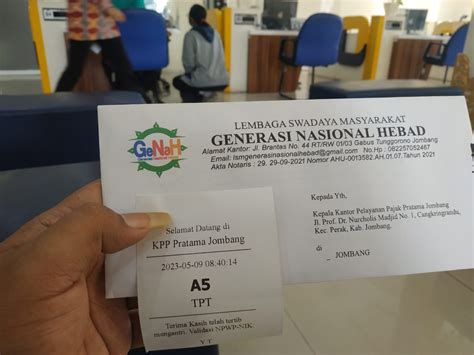 LEMBAGA SWADAYA MASYARAKAT
GENERASI NASIONAL HEBAD
Alamat Kantor: Jl. Brantas No. 44 RT/RW 01/03 Gabus Tunggorono Jombang
Email : lsmgenerasinasionalhebad@gmail.com No.Hp : 082257052467
Akta Notaris : 29, 29-09-2021 Nomor AHU-0013582.AH.01.07.Tahun 2021
GeNaH
Kepada Yth,
Kepala Kantor Pelayanan Pajak Pratama Jombang
Jl. Prof. Dr. Nurcholis Madjid No. 1, Cangkringrandu,
Kec. Perak, Kab. Jombang.
di
JOMBANG
Selamat Datang di
KPP Pratama Jombang
2023-05-09 08:40:14
A5
TPT
Terima Kasih telah tertib
mengantri. Validasi NPWP-NIK: